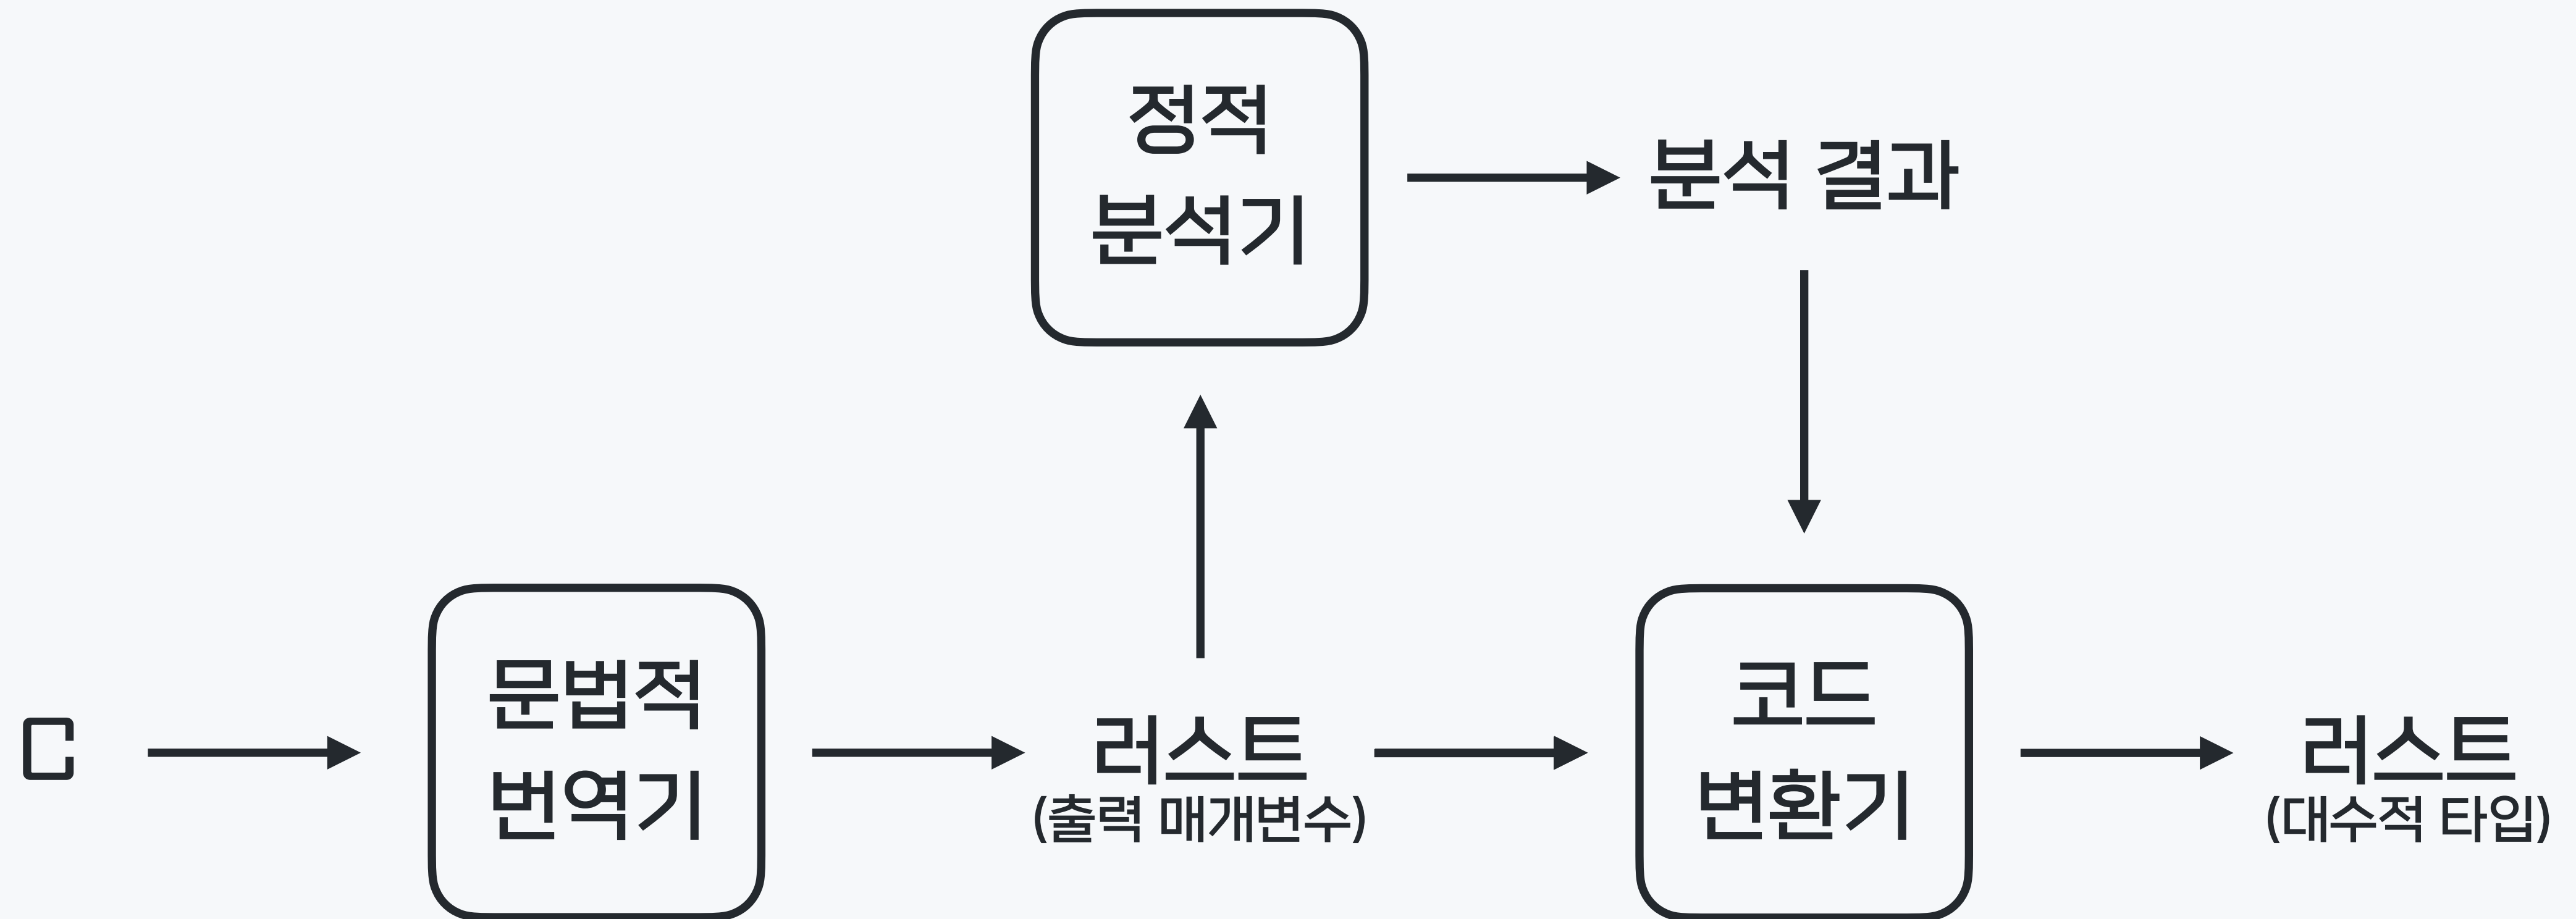 정적
분석기
분석 결과
C
문법적
번역기
러스트
(출력 매개변수)
코드
변환기
러스트
(대수적 타입)